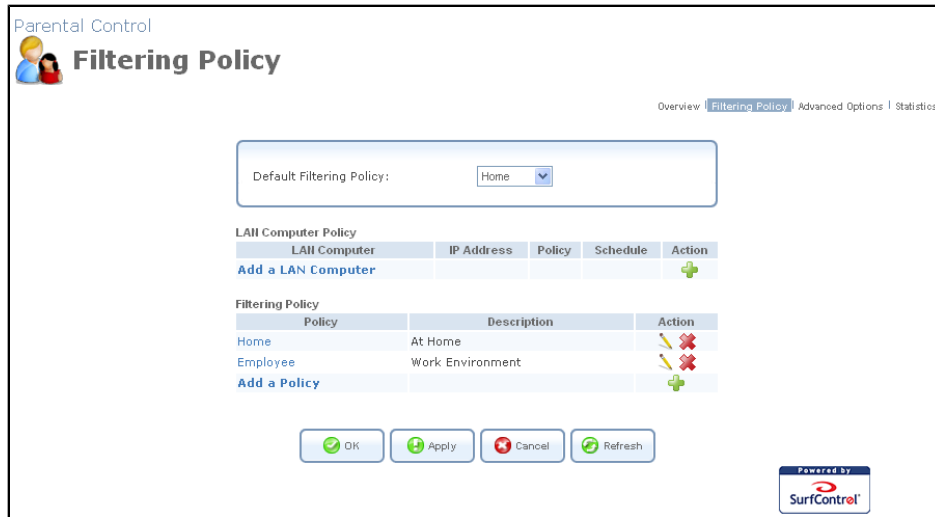 Parental Control
Filtering Policy
Overview | Filtering Policy | Advanced Options | Statistics
Default Filtering Policy: Home
LAN Computer Policy
LAN Computer IP Address Policy Schedule Action
Add a LAN Computer
Filtering Policy
Policy Description Action
Home At Home
Employee Work Environment
Add a Policy
OK Apply Cancel Refresh
Powered by
SurfControl